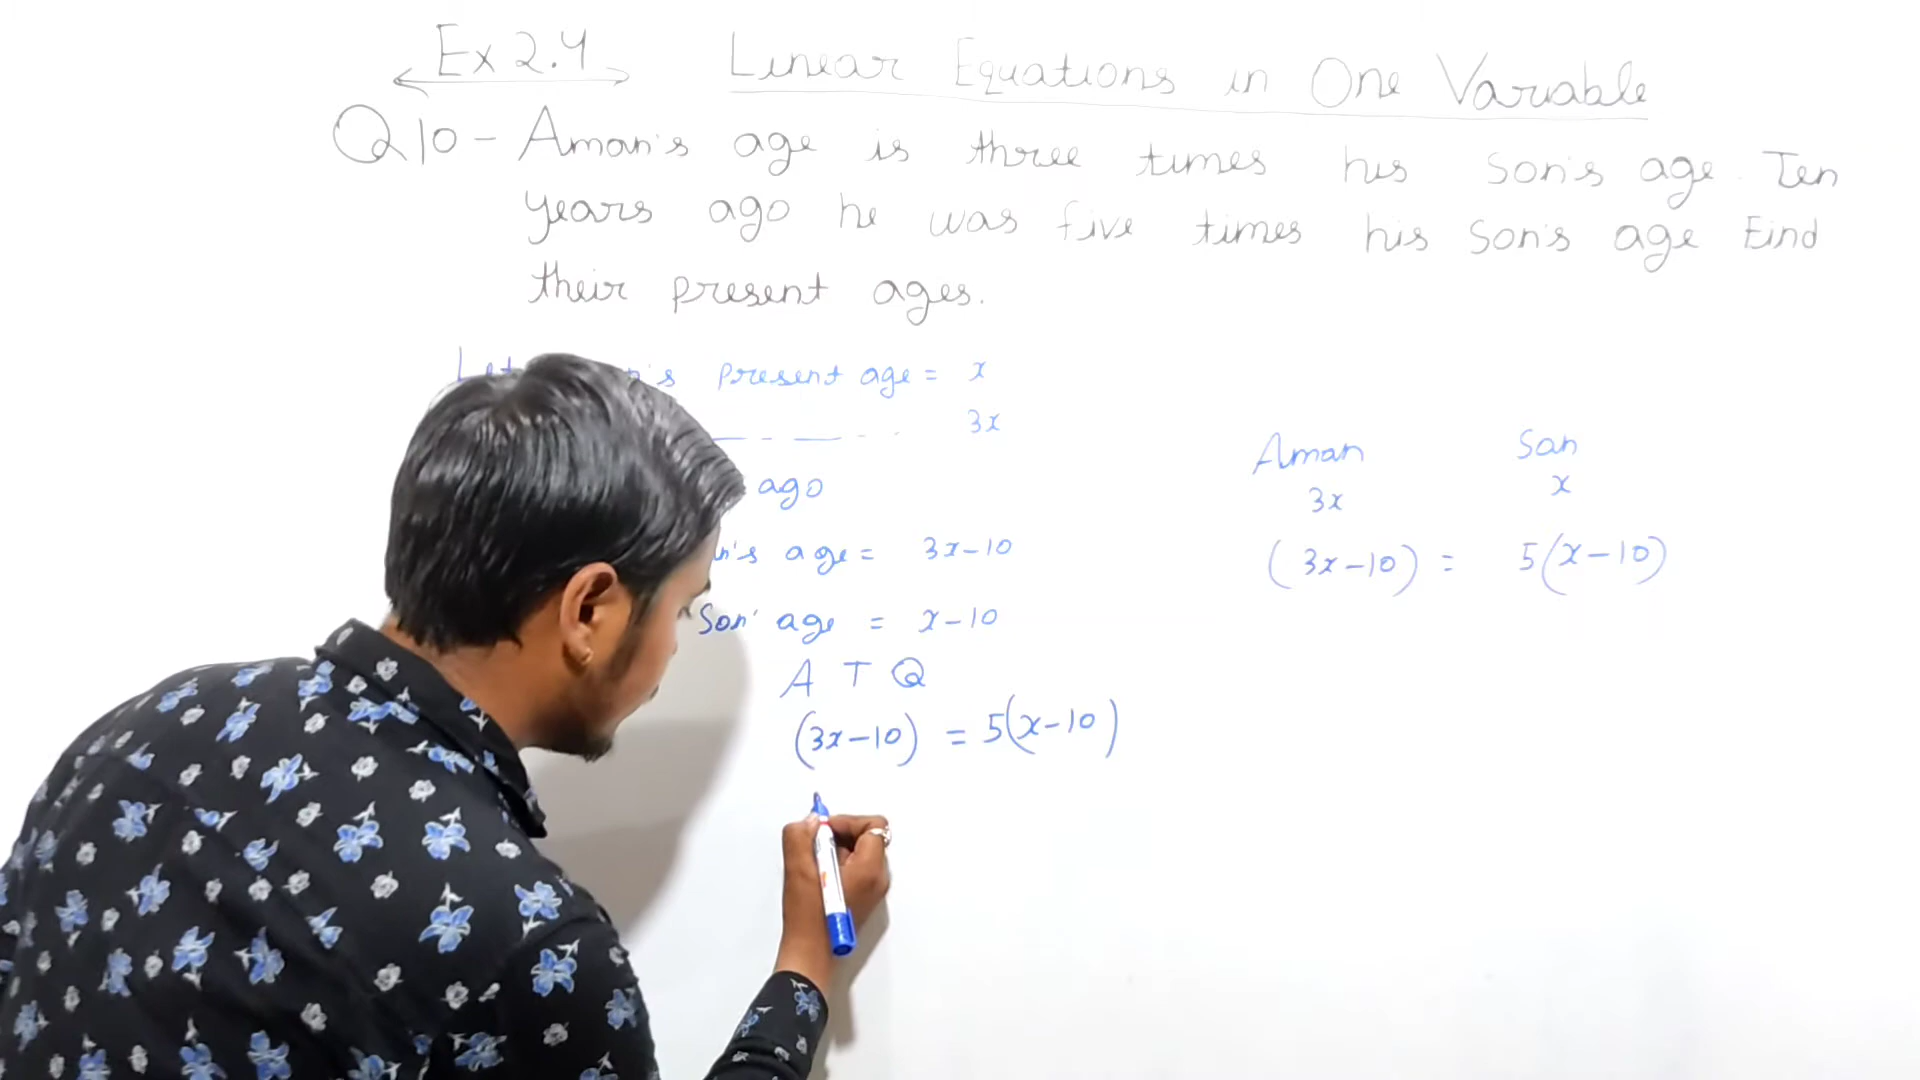 Ex 2.4 Linear Equations in One Variable
Q10 - Aman's age is three times his son's age. Ten
years ago he was five times his son's age Find
their present ages.
present age = x
3x
ago
age = 3x-10
Son' age = x-10
A T Q
(3x-10) = 5(x-10)
Aman Son
3x x
(3x-10) = 5(x-10)